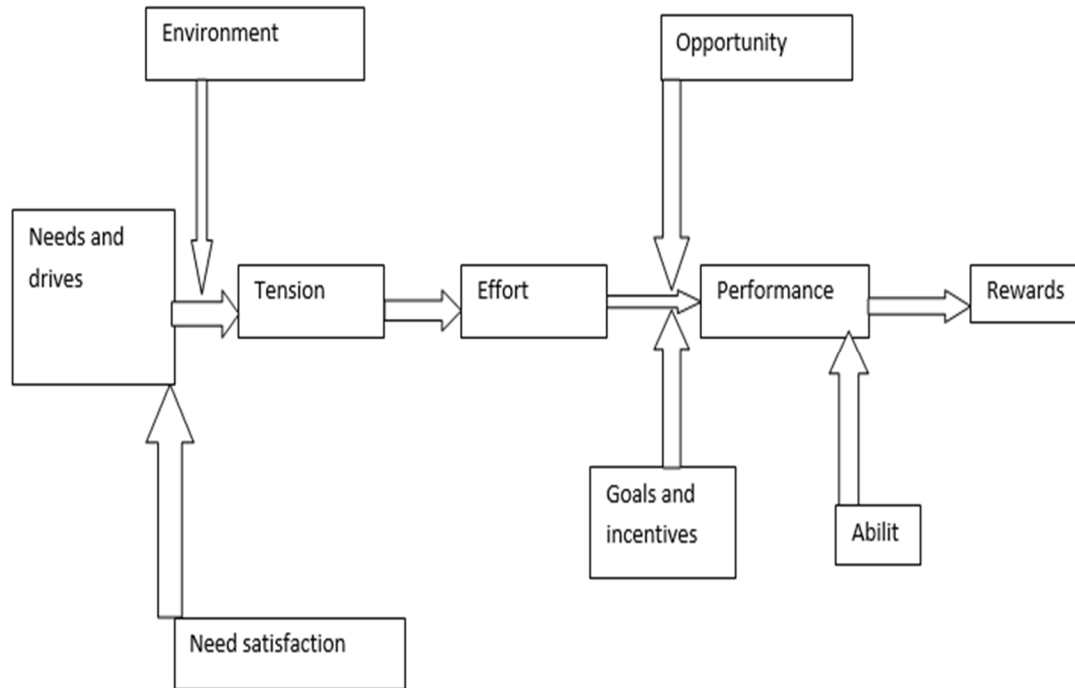 Environment
Opportunity
Needs and
drives
Tension
Effort
Performance
Rewards
Goals and
incentives
Abilit
Need satisfaction